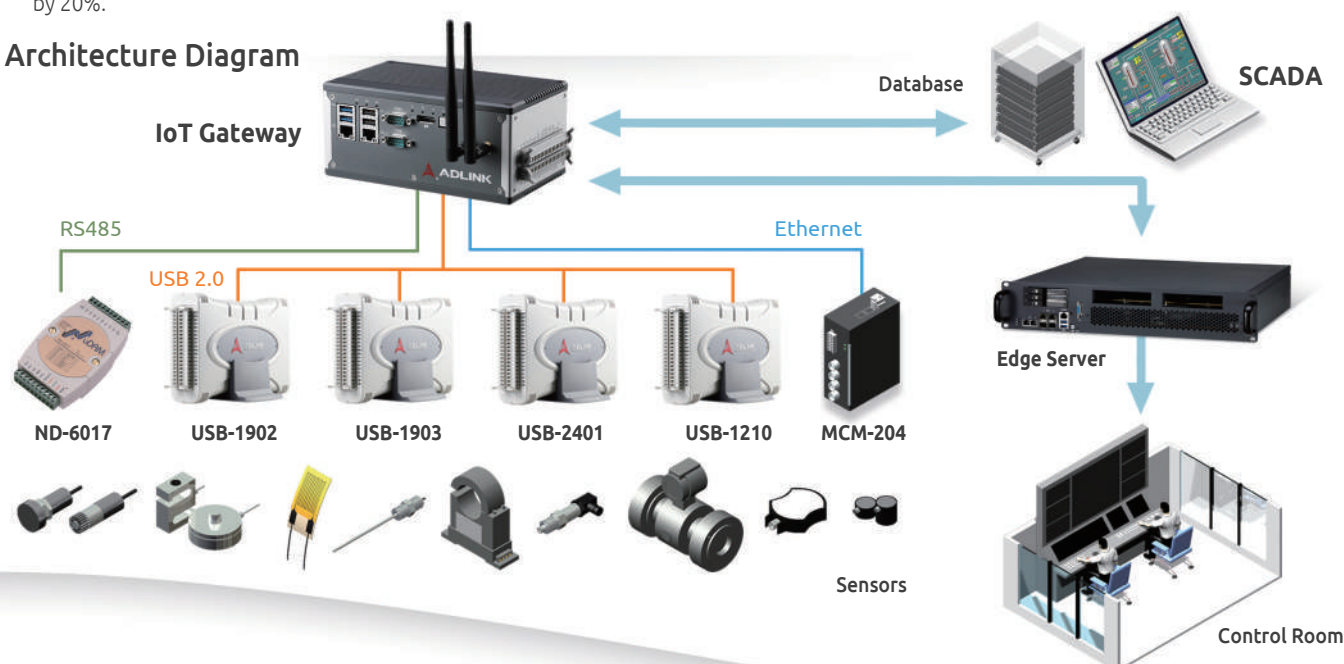 by 20%.
Architecture Diagram
IoT Gateway
ADLINK
Database
SCADA
RS485
USB 2.0
Ethernet
Edge Server
ND-6017
USB-1902
USB-1903
USB-2401
USB-1210
MCM-204
Sensors
Control Room